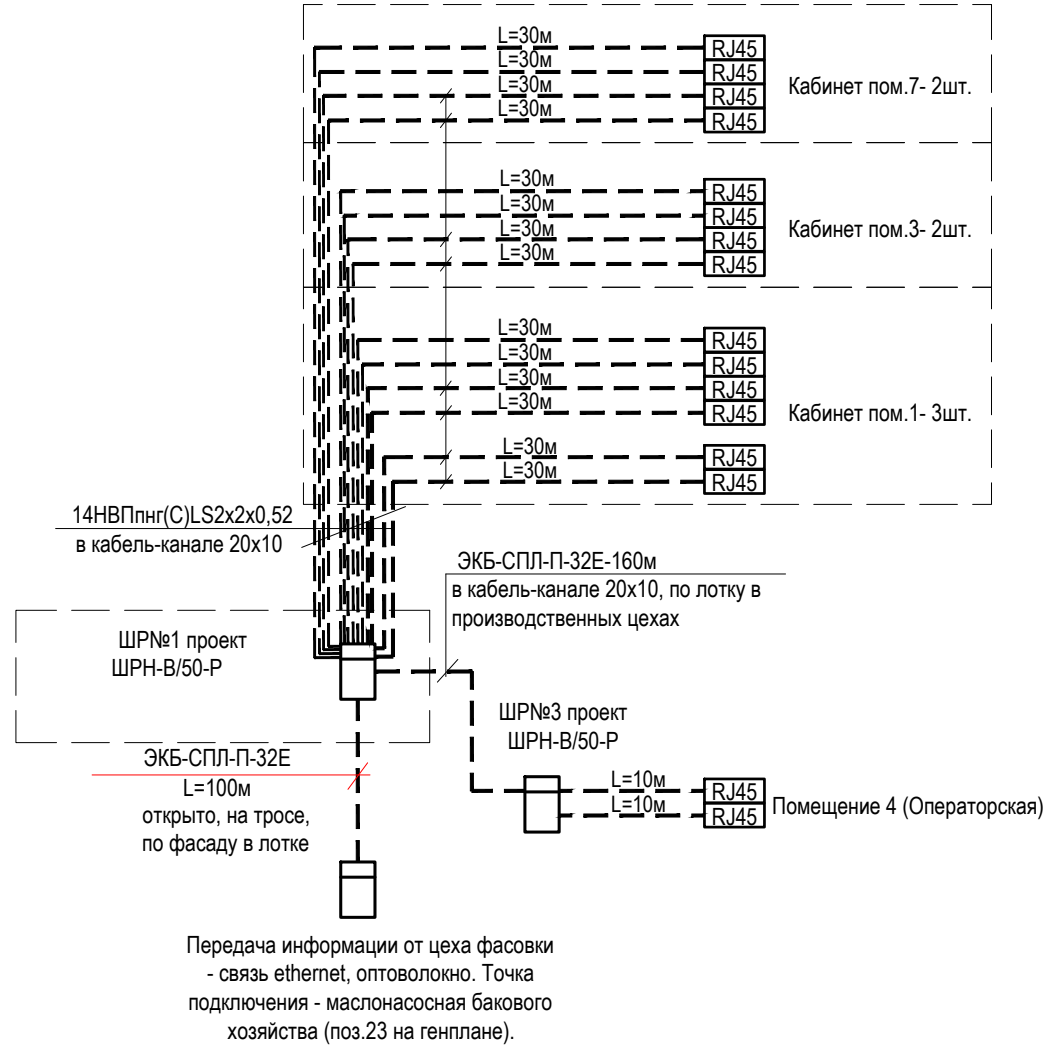 L=30м
RJ45
L=30м
RJ45
L=30м
RJ45
L=30м
RJ45
Кабинет пом.7- 2шт.
L=30м
RJ45
L=30м
RJ45
L=30м
RJ45
L=30м
RJ45
Кабинет пом.3- 2шт.
L=30м
RJ45
L=30м
RJ45
L=30м
RJ45
L=30м
RJ45
Кабинет пом.1- 3шт.
L=30м
RJ45
L=30м
RJ45
14НВПпнг(С)LS2х2х0,52
в кабель-канале 20х10
ЭКБ-СПЛ-П-32Е-160м
в кабель-канале 20х10, по лотку в
производственных цехах
ШР№1 проект
ШРН-В/50-Р
ШР№3 проект
ШРН-В/50-Р
ЭКБ-СПЛ-П-32Е
L=100м
открыто, на тросе,
по фасаду в лотке
L=10м
RJ45
L=10м
RJ45
Помещение 4 (Операторская)
Передача информации от цеха фасовки
- связь ethernet, оптоволокно. Точка
подключения - маслонасосная бакового
хозяйства (поз.23 на генплане).